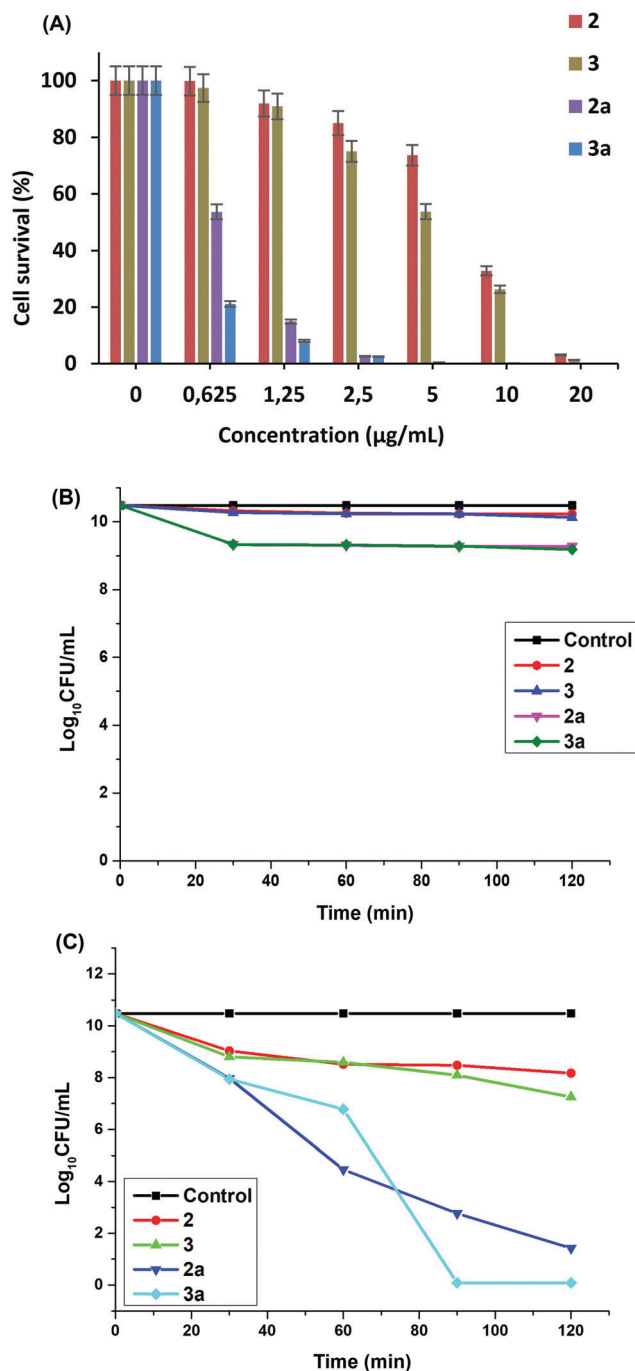 (A)
2
3
2a
3a
100
80
60
40
20
0
Cell survival (%)
0 0,625 1,25 2,5 5 10 20
Concentration (µg/mL)
(B)
10
8
6
4
2
0
Log10CFU/mL
Control
2
3
2a
3a
0 20 40 60 80 100 120
Time (min)
(C)
12
10
8
6
4
2
0
Log10CFU/mL
Control
2
3
2a
3a
0 20 40 60 80 100 120
Time (min)